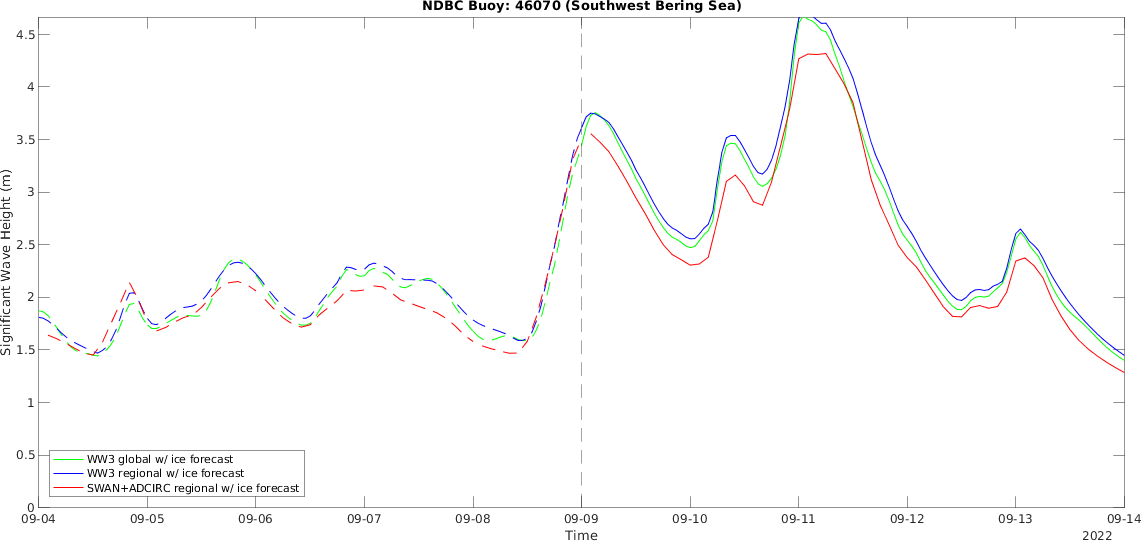 NDBC Buoy: 46070 (Southwest Bering Sea)
Significant Wave Height (m)
4.5
4
3.5
3
2.5
2
1.5
1
0.5
0
WW3 global w/ ice forecast
WW3 regional w/ ice forecast
SWAN+ADCIRC regional w/ ice forecast
09-04 09-05 09-06 09-07 09-08 09-09 09-10 09-11 09-12 09-13 09-14
Time
2022